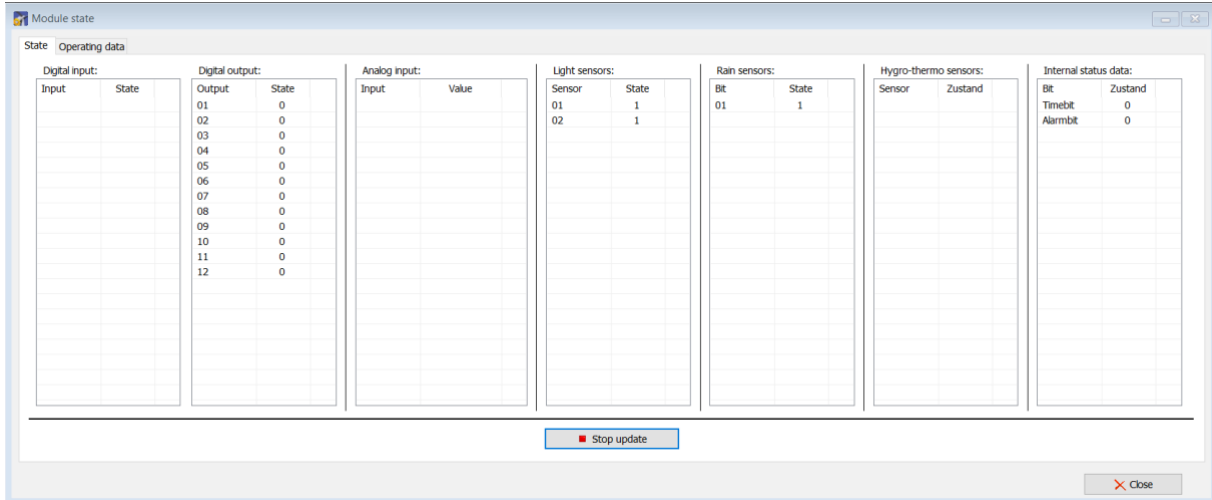 Module state
State Operating data
Digital input: Digital output: Analog input: Light sensors: Rain sensors: Hygro-thermo sensors: Internal status data:
Input State Output State Input Value Sensor State Bit State Sensor Zustand Bit Zustand
01 0 01 1 01 1 Timebit 0
02 0 02 1 Alarmbit 0
03 0
04 0
05 0
06 0
07 0
08 0
09 0
10 0
11 0
12 0
Stop update
Close